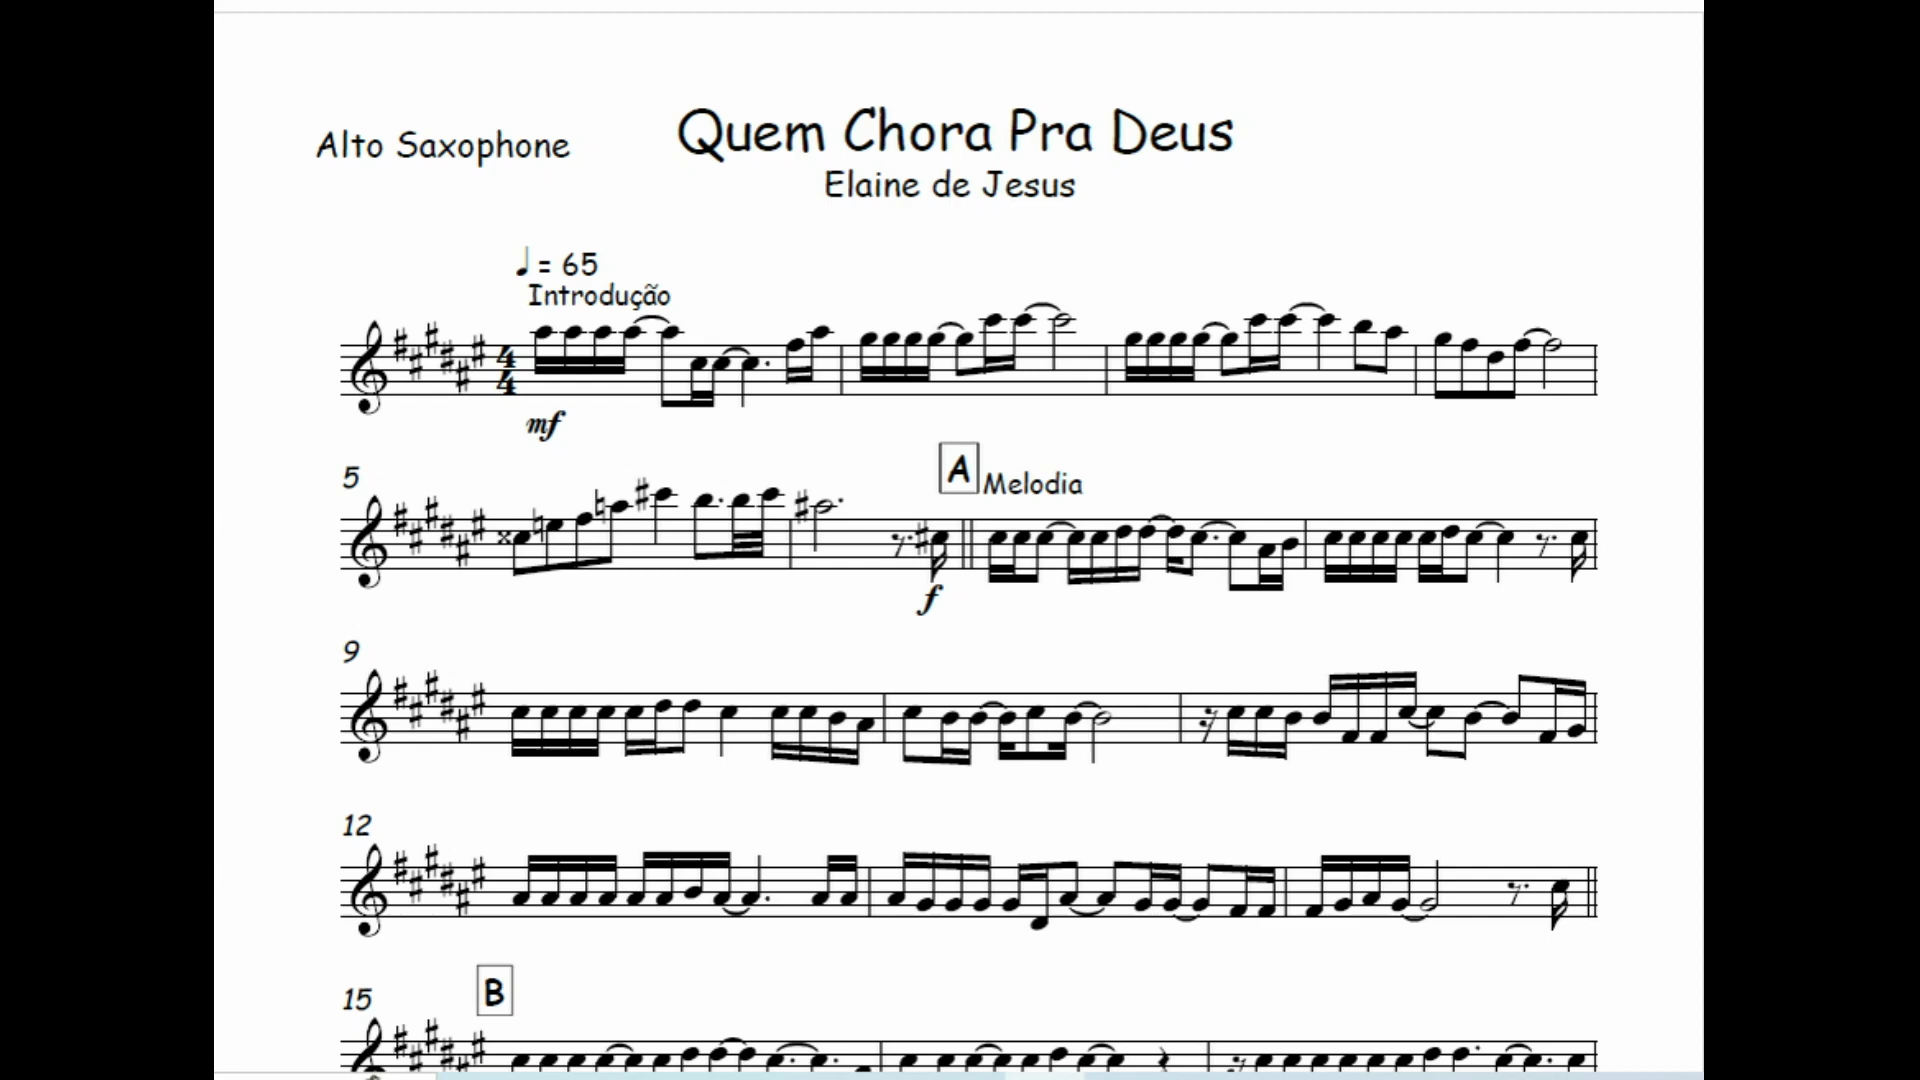 Quem Chora Pra Deus
Alto Saxophone
Elaine de Jesus
♩ = 65
Introdução
4
4
mf
5
A Melodia
f
9
12
15
B